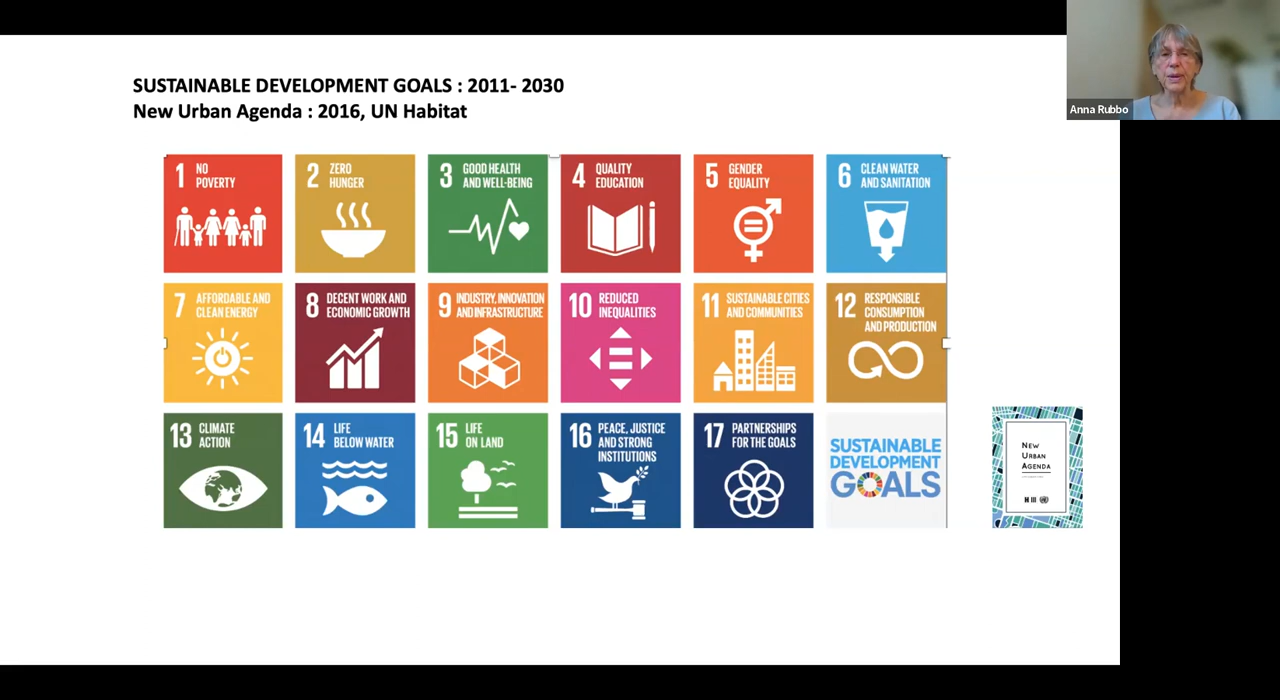 SUSTAINABLE DEVELOPMENT GOALS : 2011- 2030
New Urban Agenda : 2016, UN Habitat
Anna Rubbo
1 NO
POVERTY
2 ZERO
HUNGER
3 GOOD HEALTH
AND WELL-BEING
4 QUALITY
EDUCATION
5 GENDER
EQUALITY
6 CLEAN WATER
AND SANITATION
7 AFFORDABLE AND
CLEAN ENERGY
8 DECENT WORK AND
ECONOMIC GROWTH
9 INDUSTRY, INNOVATION
AND INFRASTRUCTURE
10 REDUCED
INEQUALITIES
11 SUSTAINABLE CITIES
AND COMMUNITIES
12 RESPONSIBLE
CONSUMPTION
AND PRODUCTION
13 CLIMATE
ACTION
14 LIFE
BELOW WATER
15 LIFE
ON LAND
16 PEACE, JUSTICE
AND STRONG
INSTITUTIONS
17 PARTNERSHIPS
FOR THE GOALS
SUSTAINABLE
DEVELOPMENT
GOALS
NEW
URBAN
AGENDA